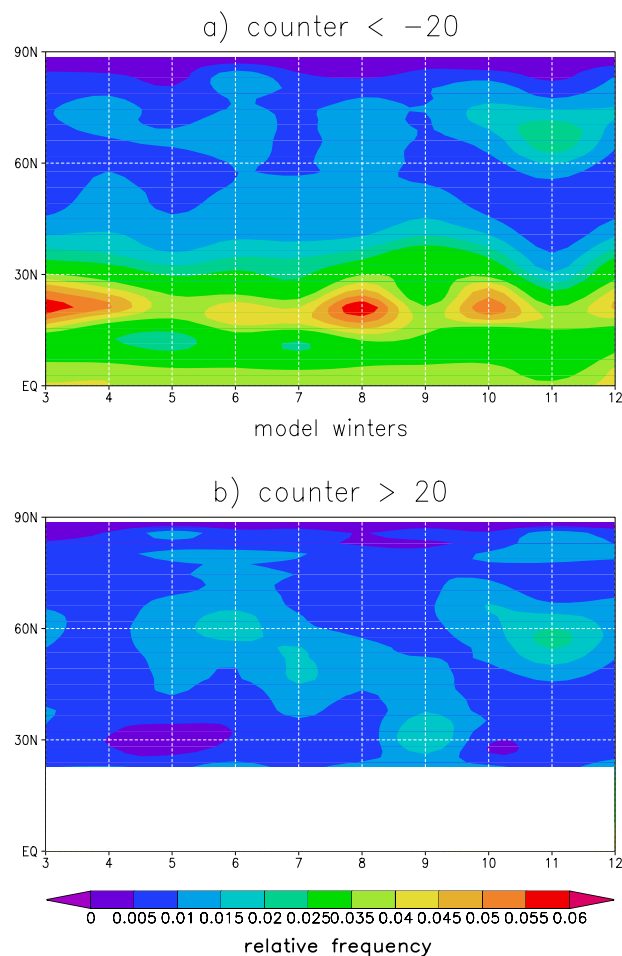 a) counter < −20
90N
60N
30N
EQ
3 4 5 6 7 8 9 10 11 12
model winters
b) counter > 20
90N
60N
30N
EQ
3 4 5 6 7 8 9 10 11 12
0 0.005 0.01 0.015 0.02 0.025 0.035 0.04 0.045 0.05 0.055 0.06
relative frequency